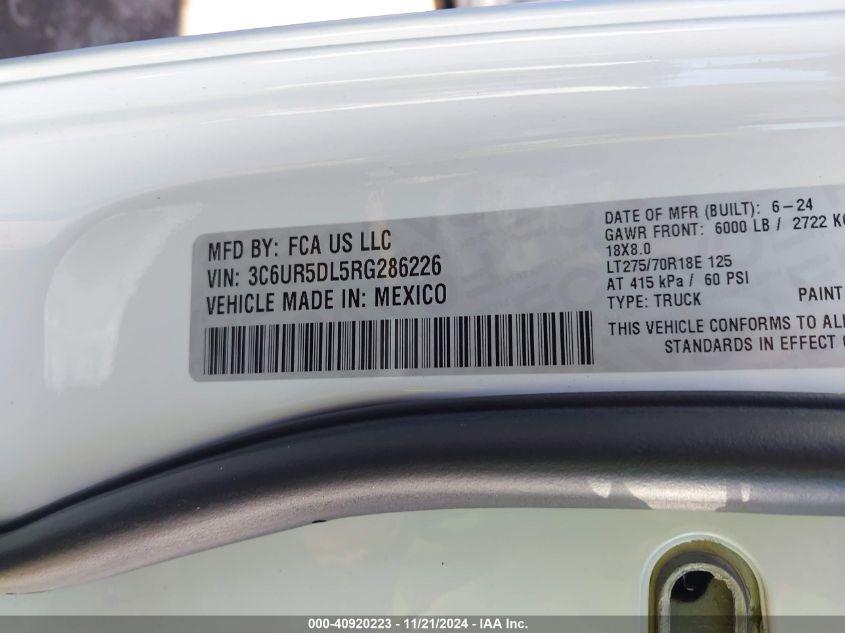 MFD BY: FCA US LLC
VIN: 3C6UR5DL5RG286226
VEHICLE MADE IN: MEXICO
DATE OF MFR (BUILT): 6-24
GAWR FRONT: 6000 LB / 2722 KG
18X8.0
LT275/70R18E 125
AT 415 kPa / 60 PSI
TYPE: TRUCK PAINT
THIS VEHICLE CONFORMS TO ALL
STANDARDS IN EFFECT
000-40920223 - 11/21/2024 - IAA Inc.